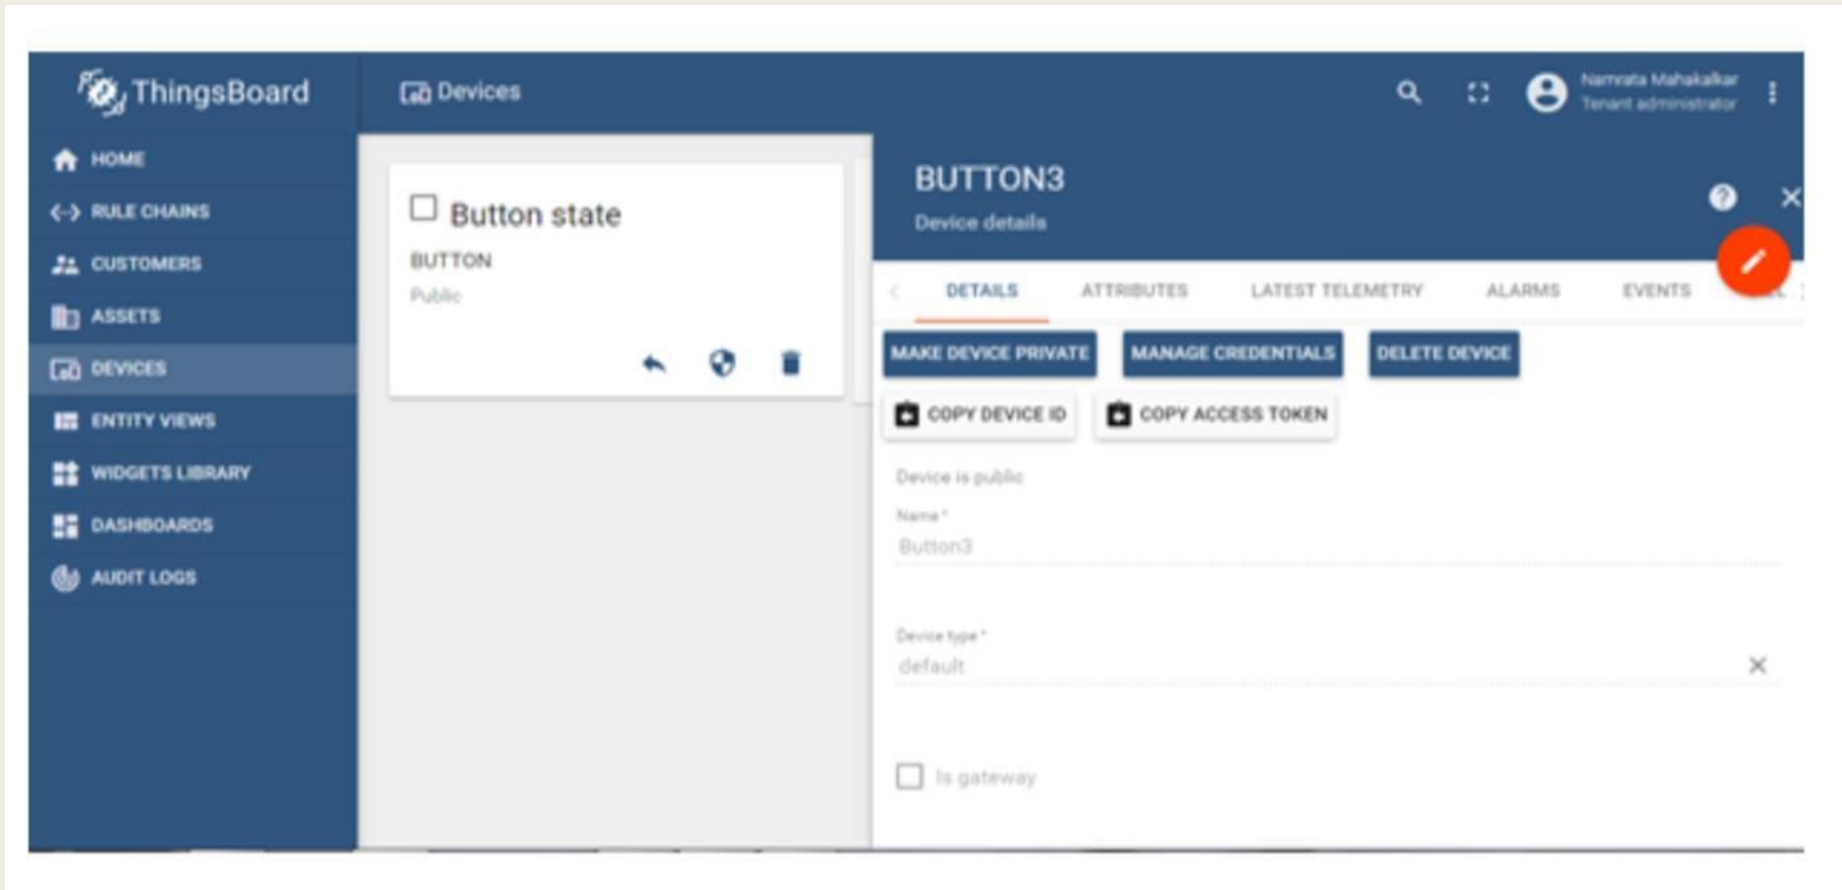 ThingsBoard
Devices
Namrata Mahakalkar
Tenant administrator
HOME
RULE CHAINS
CUSTOMERS
ASSETS
DEVICES
ENTITY VIEWS
WIDGETS LIBRARY
DASHBOARDS
AUDIT LOGS
Button state
BUTTON
Public
BUTTON3
Device details
DETAILS ATTRIBUTES LATEST TELEMETRY ALARMS EVENTS
MAKE DEVICE PRIVATE MANAGE CREDENTIALS DELETE DEVICE
COPY DEVICE ID COPY ACCESS TOKEN
Device is public
Name *
Button3
Device type *
default
Is gateway